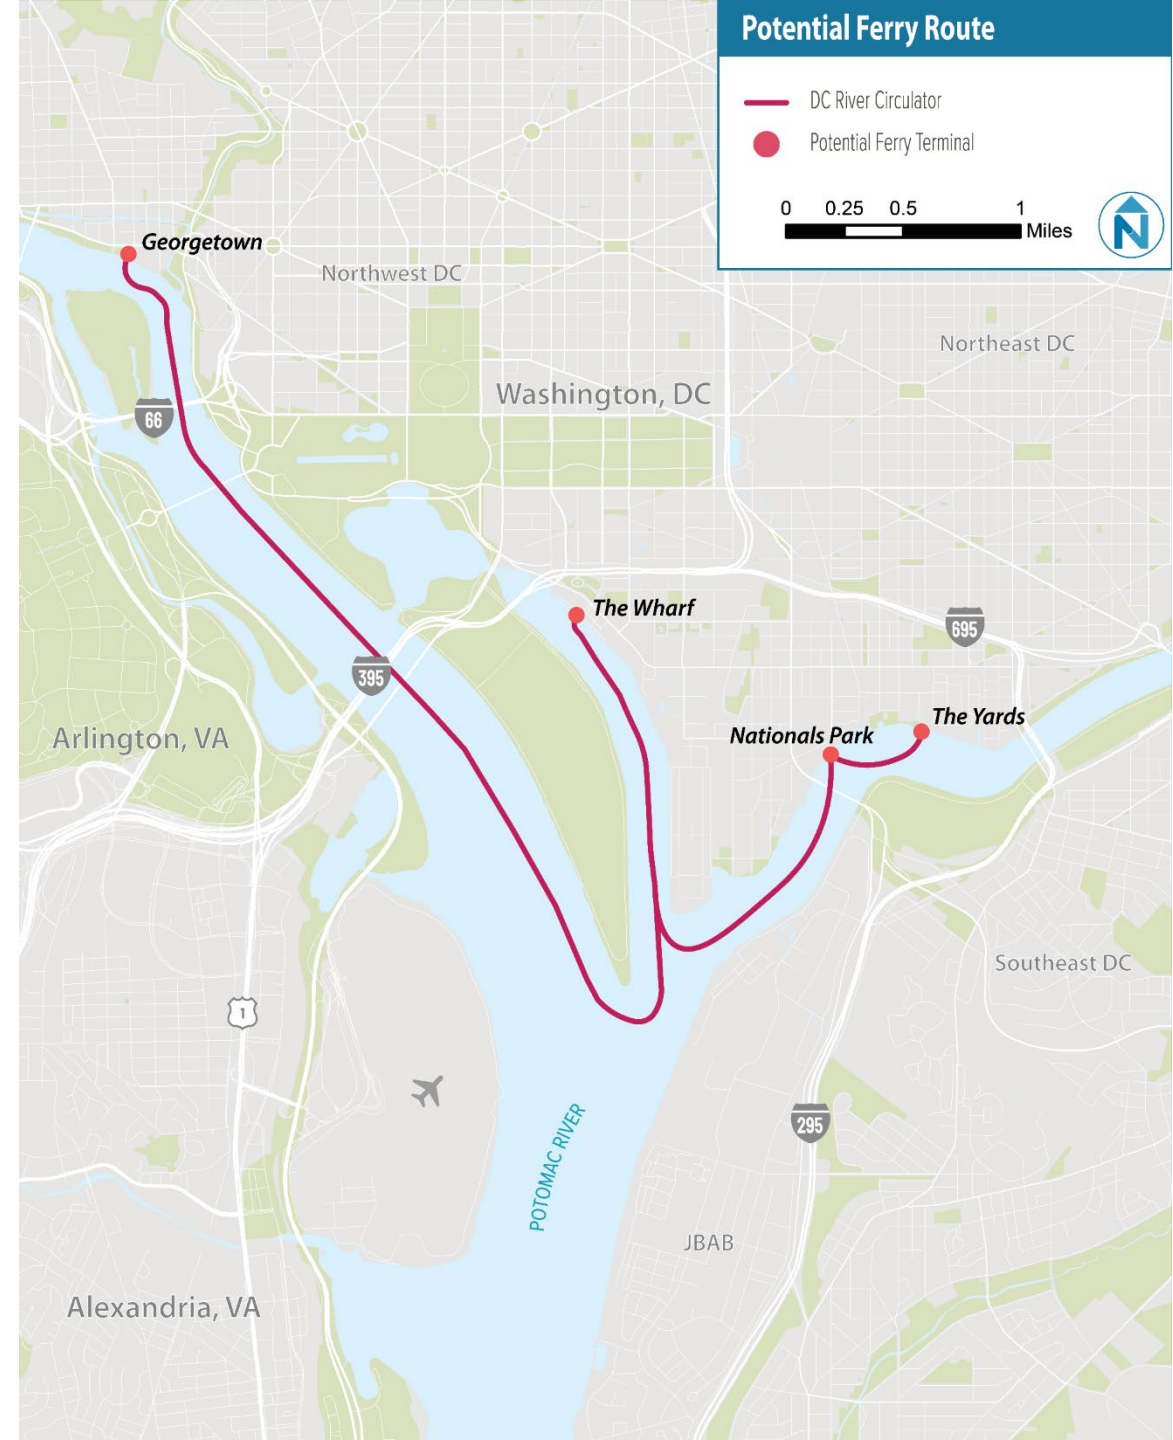 Potential Ferry Route
DC River Circulator
Potential Ferry Terminal
0 0.25 0.5 1
Miles
N
Georgetown
Northwest DC
Northeast DC
Washington, DC
66
The Wharf
695
395
The Yards
Arlington, VA
Nationals Park
Southeast DC
1
295
POTOMAC RIVER
JBAB
Alexandria, VA